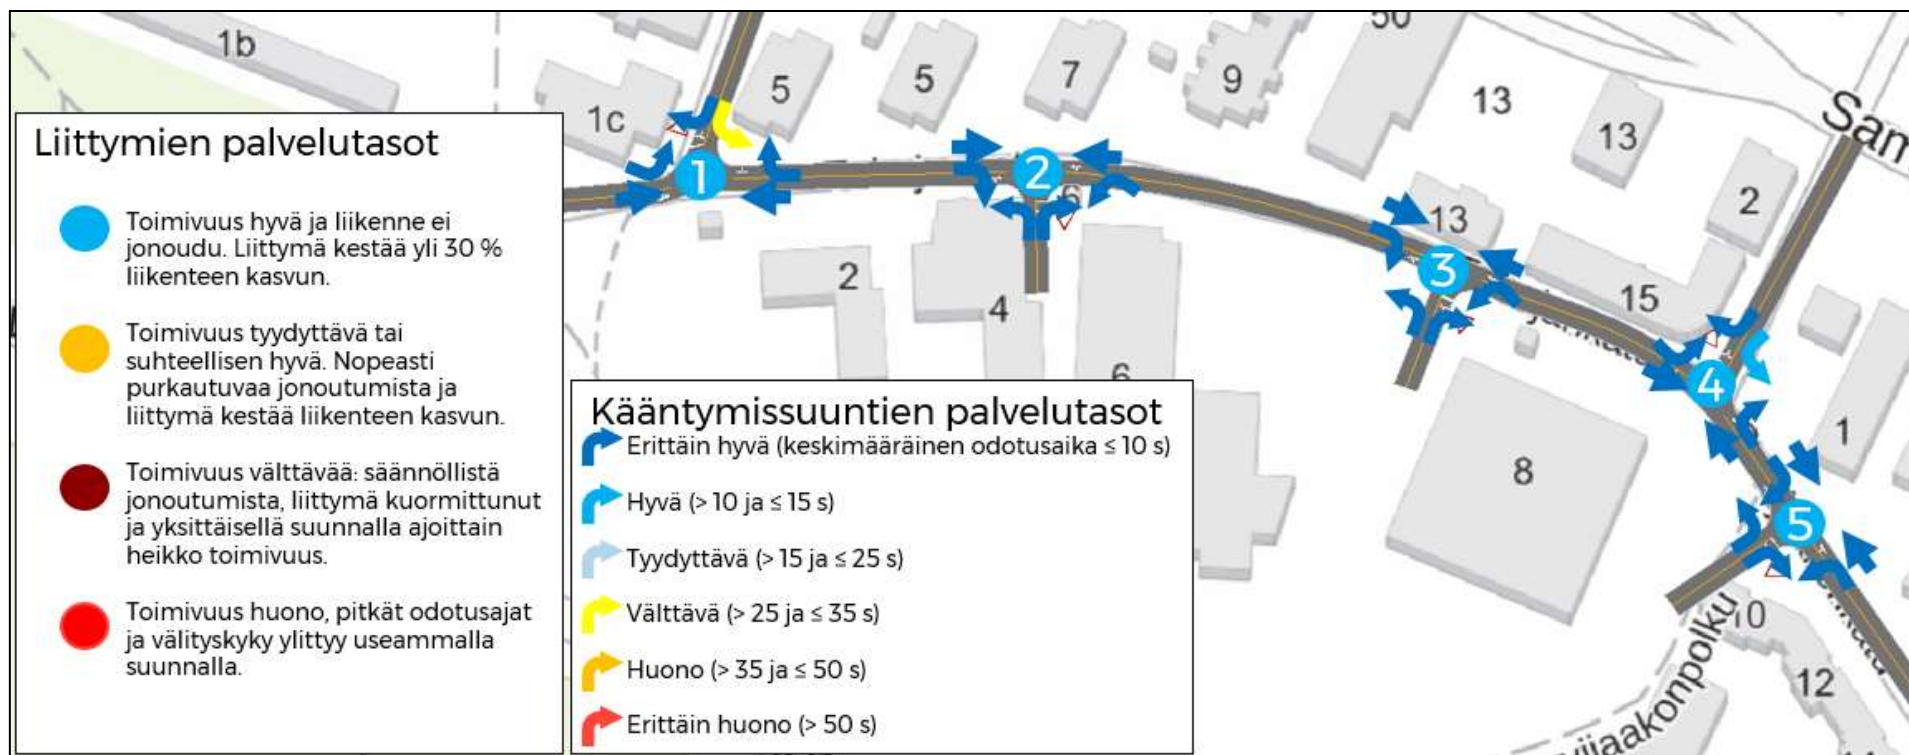 1b
50
5
5
7
9
13
1c
13
Sam
2
13
15
2
4
6
8
1
10
12
1
2
3
4
5
Liittymien palvelutasot
Toimivuus hyvä ja liikenne ei
jonoudu. Liittymä kestää yli 30 %
liikenteen kasvun.
Toimivuus tyydyttävä tai
suhteellisen hyvä. Nopeasti
purkautuvaa jonoutumista ja
liittymä kestää liikenteen kasvun.
Toimivuus välttävää: säännöllistä
jonoutumista, liittymä kuormittunut
ja yksittäisellä suunnalla ajoittain
heikko toimivuus.
Toimivuus huono, pitkät odotusajat
ja välityskyky ylittyy useammalla
suunnalla.
Kääntymissuuntien palvelutasot
Erittäin hyvä (keskimääräinen odotusaika ≤ 10 s)
Hyvä (> 10 ja ≤ 15 s)
Tyydyttävä (> 15 ja ≤ 25 s)
Välttävä (> 25 ja ≤ 35 s)
Huono (> 35 ja ≤ 50 s)
Erittäin huono (> 50 s)